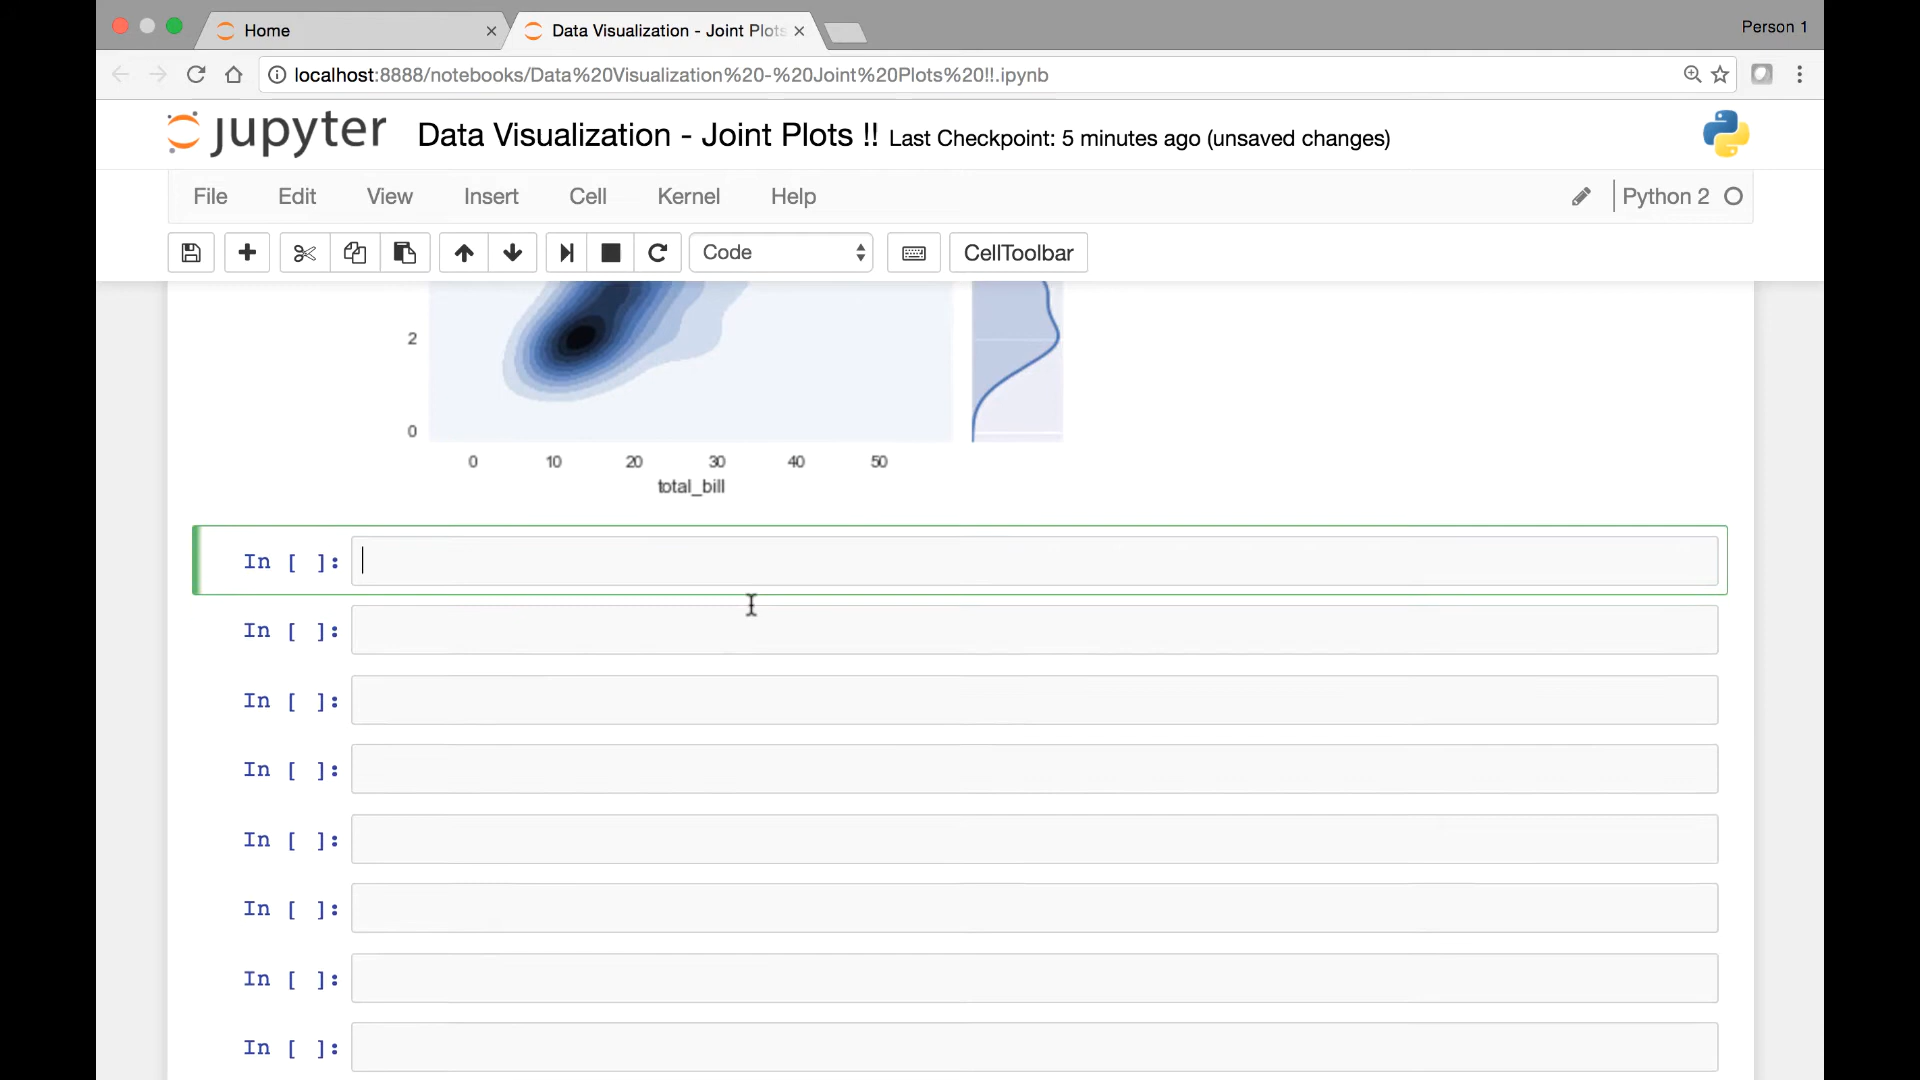 Home
Data Visualization - Joint Plots
Person 1
localhost:8888/notebooks/Data%20Visualization%20-%20Joint%20Plots%20!!.ipynb
jupyter Data Visualization - Joint Plots !! Last Checkpoint: 5 minutes ago (unsaved changes)
File Edit View Insert Cell Kernel Help Python 2
Code CellToolbar
2
0
0 10 20 30 40 50
total_bill
In [ ]:
In [ ]:
In [ ]:
In [ ]:
In [ ]:
In [ ]:
In [ ]:
In [ ]: